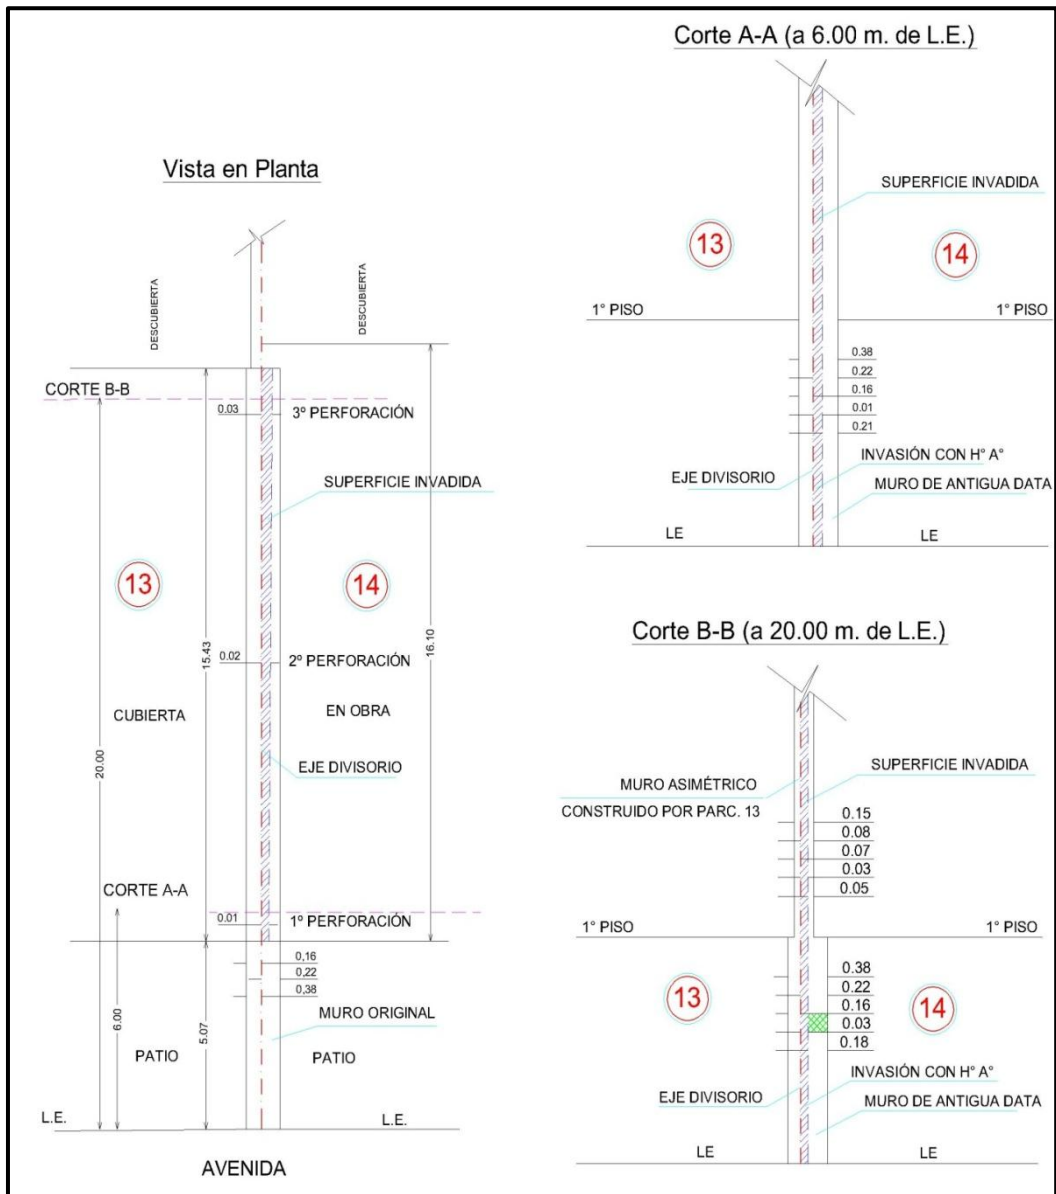 Vista en Planta
DESCUBIERTA
DESCUBIERTA
CORTE B-B
0.03
3º PERFORACIÓN
SUPERFICIE INVADIDA
13
14
15.43
16.10
0.02
2º PERFORACIÓN
CUBIERTA
EN OBRA
20.00
EJE DIVISORIO
CORTE A-A
0.01
1º PERFORACIÓN
0,16
0,22
0,38
MURO ORIGINAL
6.00
5.07
PATIO
PATIO
L.E.
L.E.
AVENIDA
Corte A-A (a 6.00 m. de L.E.)
SUPERFICIE INVADIDA
13
14
1° PISO
1° PISO
0.38
0.22
0.16
0.01
0.21
INVASIÓN CON H° A°
EJE DIVISORIO
MURO DE ANTIGUA DATA
LE
LE
Corte B-B (a 20.00 m. de L.E.)
SUPERFICIE INVADIDA
MURO ASIMÉTRICO
CONSTRUIDO POR PARC. 13
0.15
0.08
0.07
0.03
0.05
1° PISO
1° PISO
0.38
0.22
0.16
0.03
0.18
13
14
INVASIÓN CON H° A°
EJE DIVISORIO
MURO DE ANTIGUA DATA
LE
LE